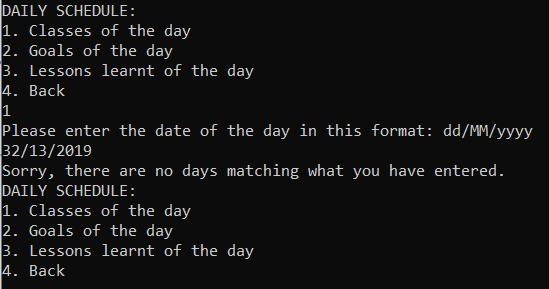 DAILY SCHEDULE:
1. Classes of the day
2. Goals of the day
3. Lessons learnt of the day
4. Back
1
Please enter the date of the day in this format: dd/MM/yyyy
32/13/2019
Sorry, there are no days matching what you have entered.
DAILY SCHEDULE:
1. Classes of the day
2. Goals of the day
3. Lessons learnt of the day
4. Back